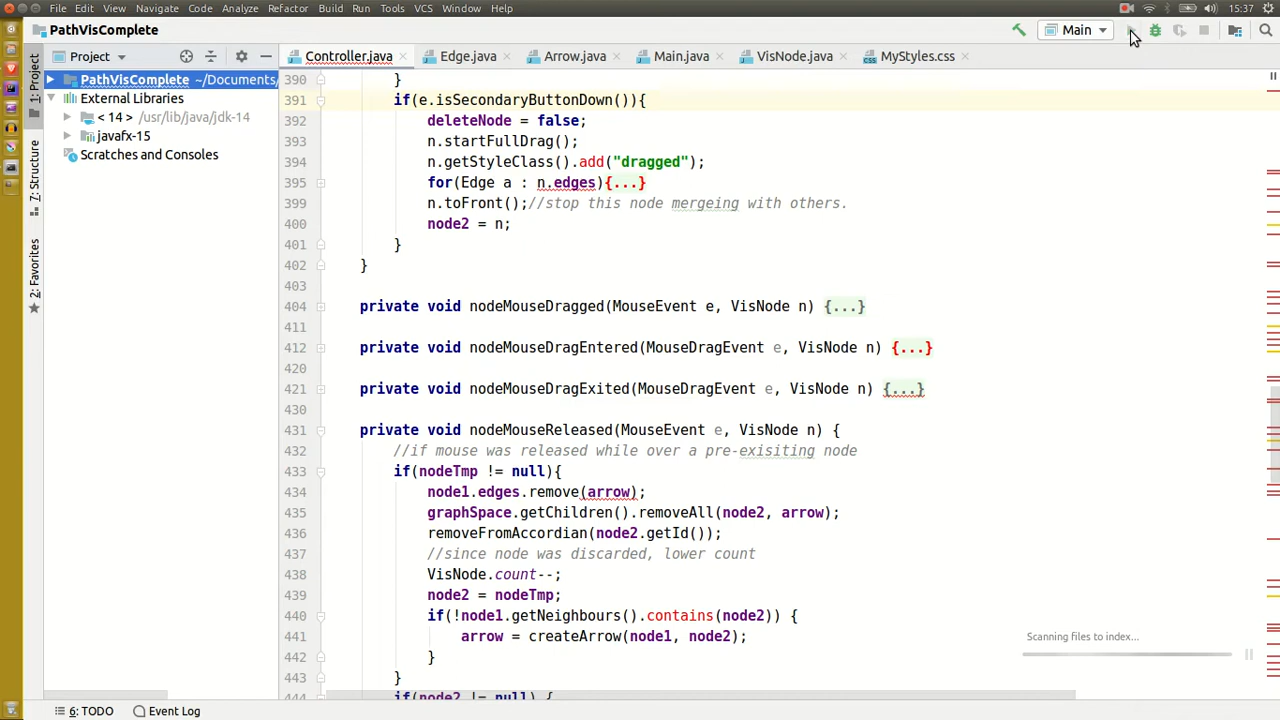 File Edit View Navigate Code Analyze Refactor Build Run Tools VCS Window Help 15:37
PathVisComplete Main
Project Controller.java Edge.java Arrow.java Main.java VisNode.java MyStyles.css
1: Project
7: Structure
2: Favorites
PathVisComplete ~/Documents/
External Libraries
< 14 > /usr/lib/java/jdk-14
javafx-15
Scratches and Consoles
390 }
391 if(e.isSecondaryButtonDown()){
392 deleteNode = false;
393 n.startFullDrag();
394 n.getStyleClass().add("dragged");
395 for(Edge a : n.edges){...}
399 n.toFront();//stop this node mergeing with others.
400 node2 = n;
401 }
402 }
403
404 private void nodeMouseDragged(MouseEvent e, VisNode n) {...}
411
412 private void nodeMouseDragEntered(MouseDragEvent e, VisNode n) {...}
420
421 private void nodeMouseDragExited(MouseDragEvent e, VisNode n) {...}
430
431 private void nodeMouseReleased(MouseEvent e, VisNode n) {
432 //if mouse was released while over a pre-exisiting node
433 if(nodeTmp != null){
434 node1.edges.remove(arrow);
435 graphSpace.getChildren().removeAll(node2, arrow);
436 removeFromAccordian(node2.getId());
437 //since node was discarded, lower count
438 VisNode.count--;
439 node2 = nodeTmp;
440 if(!node1.getNeighbours().contains(node2)) {
441 arrow = createArrow(node1, node2);
442 }
443 }
444 if(node2 != null) {
Scanning files to index...
6: TODO Event Log